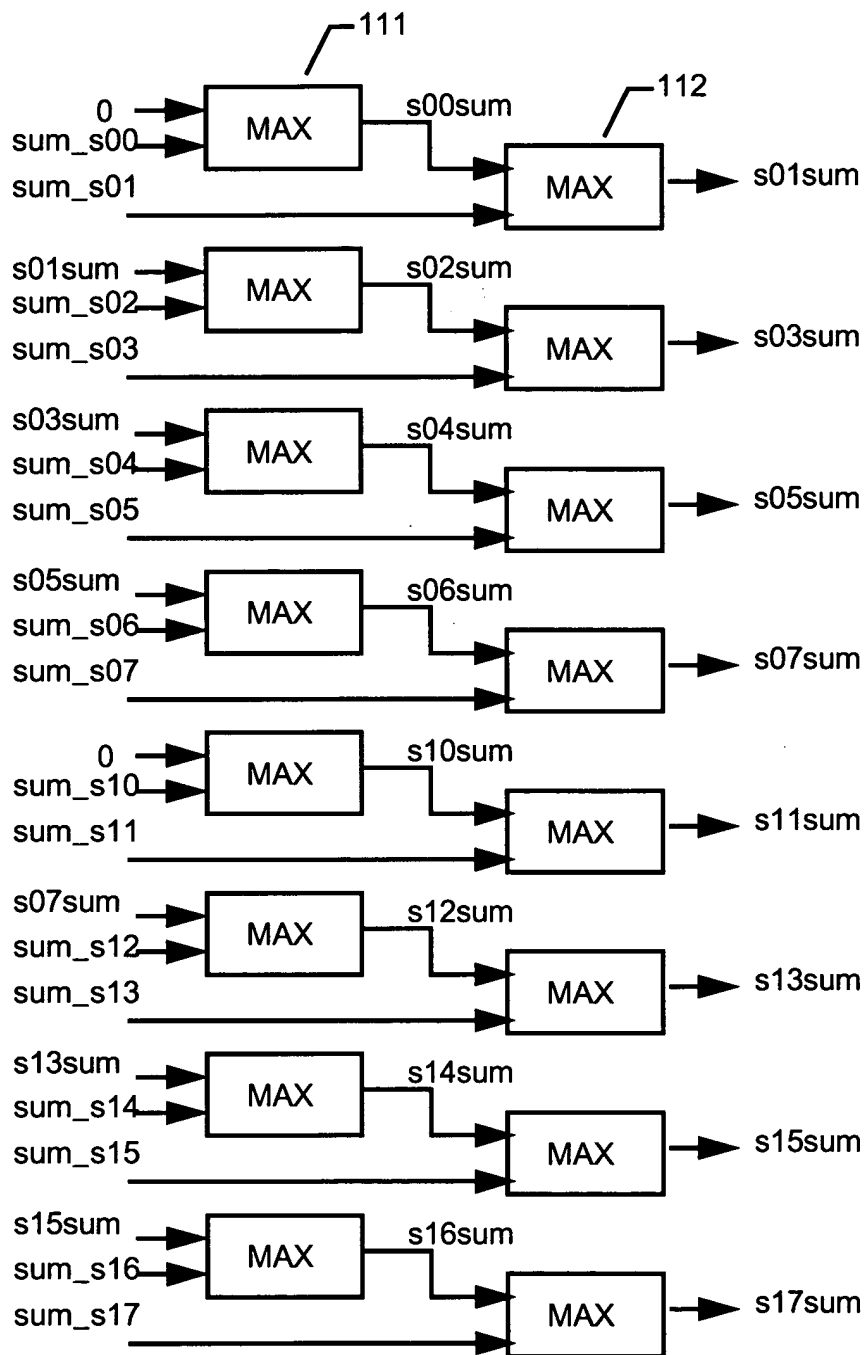 111
112
0
sum_s00
sum_s01
MAX
s00sum
MAX
s01sum
s01sum
sum_s02
sum_s03
MAX
s02sum
MAX
s03sum
s03sum
sum_s04
sum_s05
MAX
s04sum
MAX
s05sum
s05sum
sum_s06
sum_s07
MAX
s06sum
MAX
s07sum
0
sum_s10
sum_s11
MAX
s10sum
MAX
s11sum
s07sum
sum_s12
sum_s13
MAX
s12sum
MAX
s13sum
s13sum
sum_s14
sum_s15
MAX
s14sum
MAX
s15sum
s15sum
sum_s16
sum_s17
MAX
s16sum
MAX
s17sum